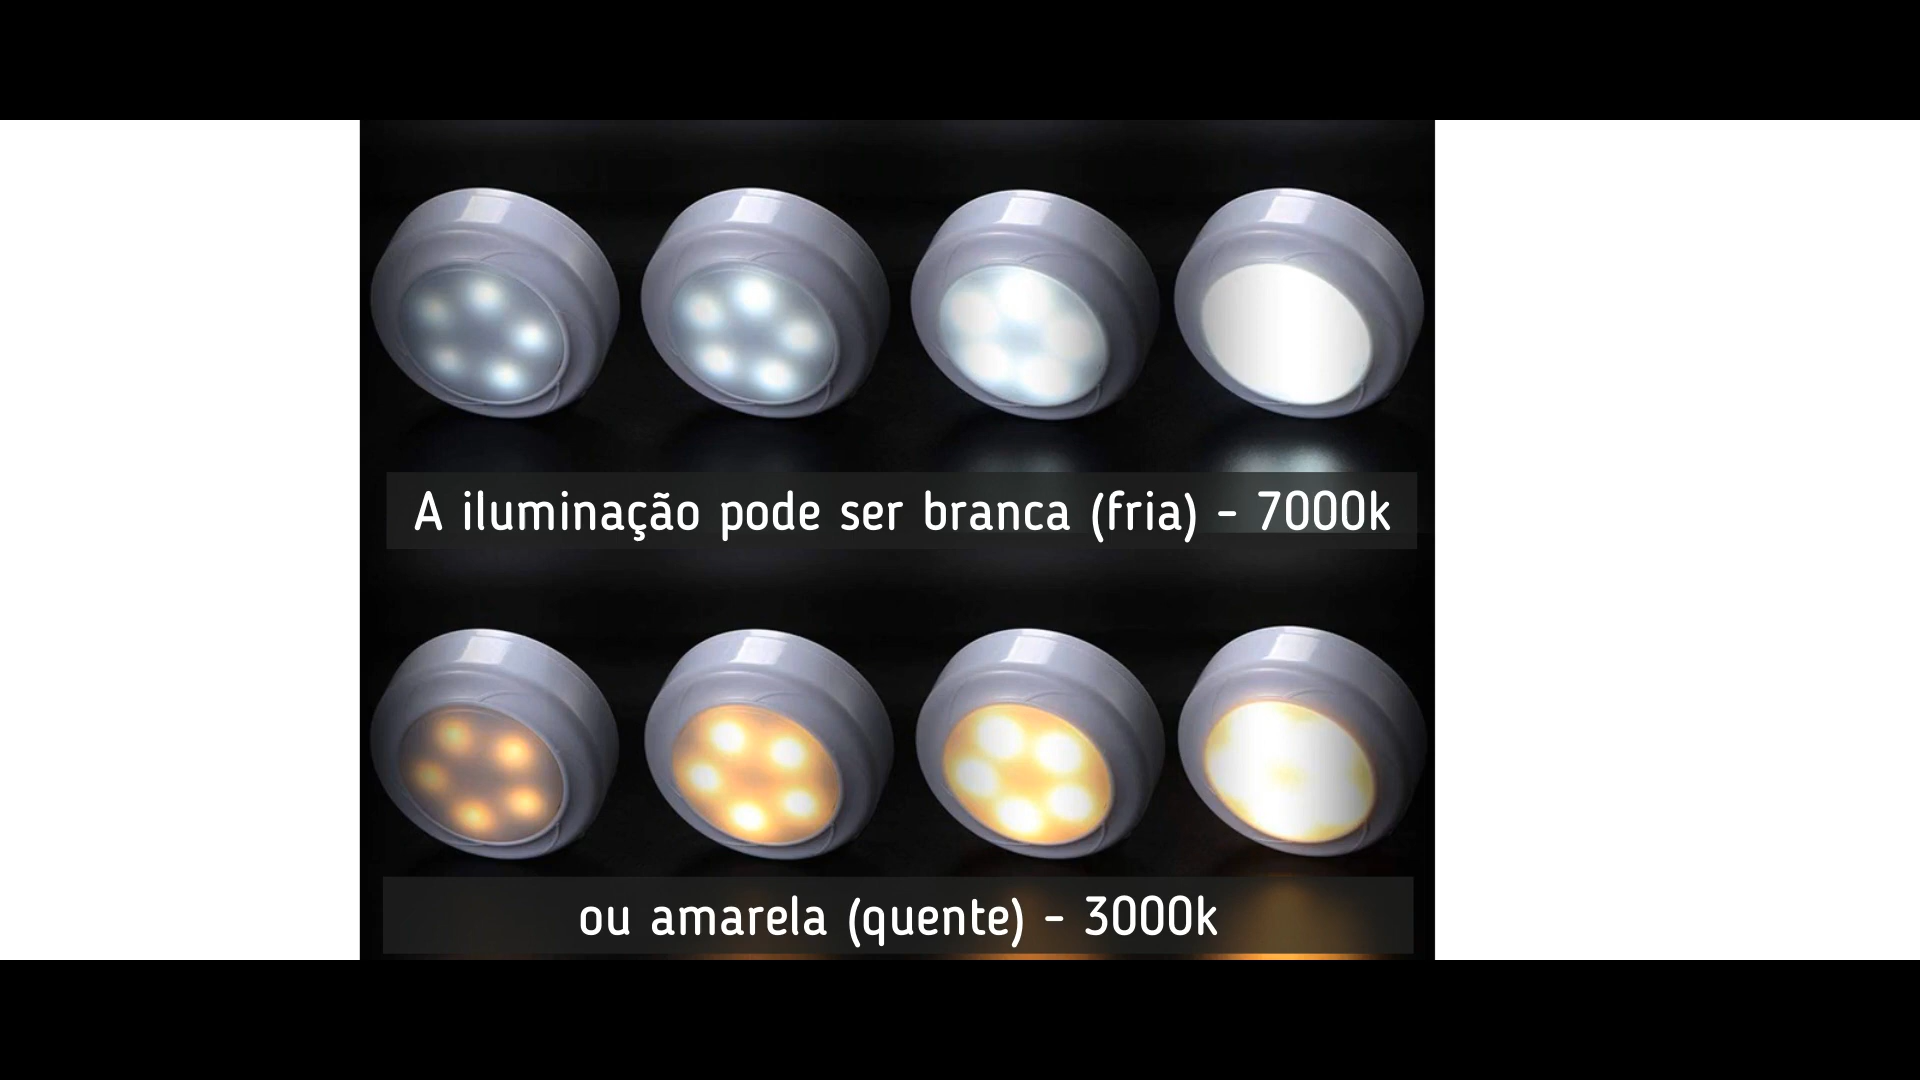 A iluminação pode ser branca (fria) - 7000k
ou amarela (quente) - 3000k